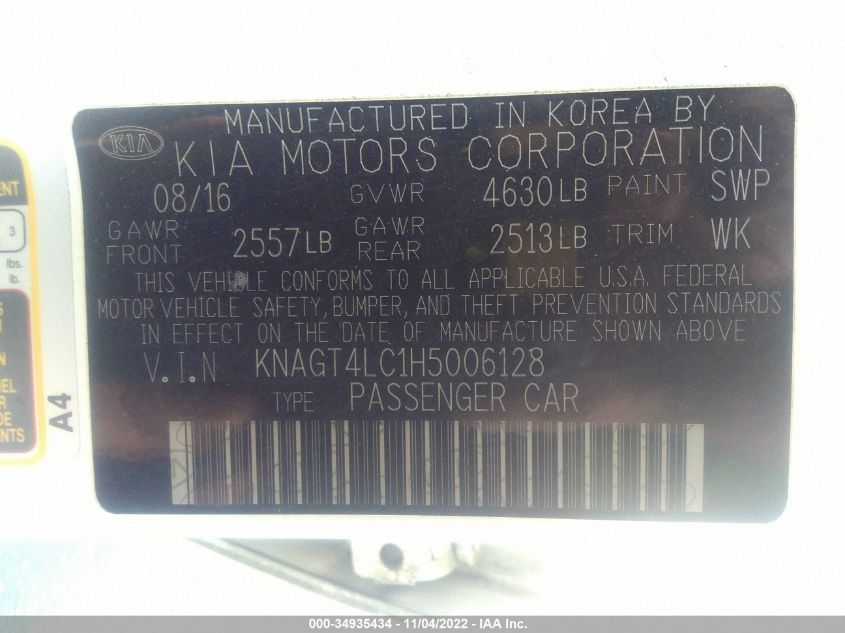 MANUFACTURED IN KOREA BY
KIA
KIA MOTORS CORPORATION
08/16 GVWR 4630LB PAINT SWP
GAWR FRONT 2557LB GAWR REAR 2513LB TRIM WK
THIS VEHICLE CONFORMS TO ALL APPLICABLE U.S.A. FEDERAL
MOTOR VEHICLE SAFETY, BUMPER, AND THEFT PREVENTION STANDARDS
IN EFFECT ON THE DATE OF MANUFACTURE SHOWN ABOVE
V.I.N KNAGT4LC1H5006128
TYPE PASSENGER CAR
3
lbs.
lb.
A4
000-34935434 - 11/04/2022 - IAA Inc.